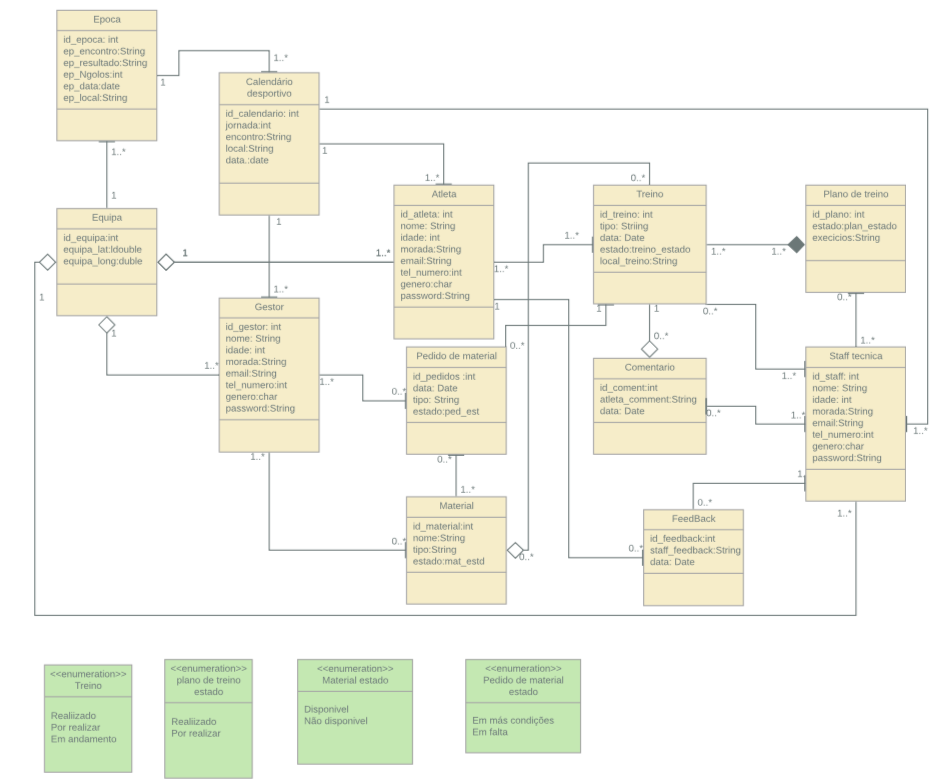 Epoca
id_epoca: int
ep_encontro:String
ep_resultado:String
ep_Ngolos:int
ep_data:date
ep_local:String
1
1..*
Calendário
desportivo
id_calendario: int
jornada:int
encontro:String
local:String
data.:date
1
1
1..*
1
Equipa
id_equipa:int
equipa_lat:ldouble
equipa_long:duble
1
1..*
1
1
1..*
1..*
Atleta
id_atleta: int
nome: String
idade: int
morada:String
email:String
tel_numero:int
genero:char
password:String
1..*
1..*
1
0..*
Treino
id_treino: int
tipo: String
data: Date
estado:treino_estado
local_treino:String
1..*
1..*
1
1
0..*
Plano de treino
id_plano: int
estado:plan_estado
execicios:String
0..*
1
1..*
Gestor
id_gestor: int
nome: String
idade: int
morada:String
email:String
tel_numero:int
genero:char
password:String
1..*
0..*
1..*
0..*
Pedido de material
id_pedidos :int
data: Date
tipo: String
estado:ped_est
0..*
1..*
0..*
Comentario
id_coment:int
atleta_comment:String
data: Date
0..*
1..*
1..*
1..*
Staff tecnica
id_staff: int
nome: String
idade: int
morada:String
email:String
tel_numero:int
genero:char
password:String
1..*
1
1..*
Material
id_material:int
nome:String
tipo:String
estado:mat_estd
0..*
0..*
0..*
0..*
FeedBack
id_feedback:int
staff_feedback:String
data: Date
<<enumeration>>
Treino
Realiizado
Por realizar
Em andamento
<<enumeration>>
plano de treino
estado
Realiizado
Por realizar
<<enumeration>>
Material estado
Disponivel
Não disponivel
<<enumeration>>
Pedido de material
estado
Em más condições
Em falta